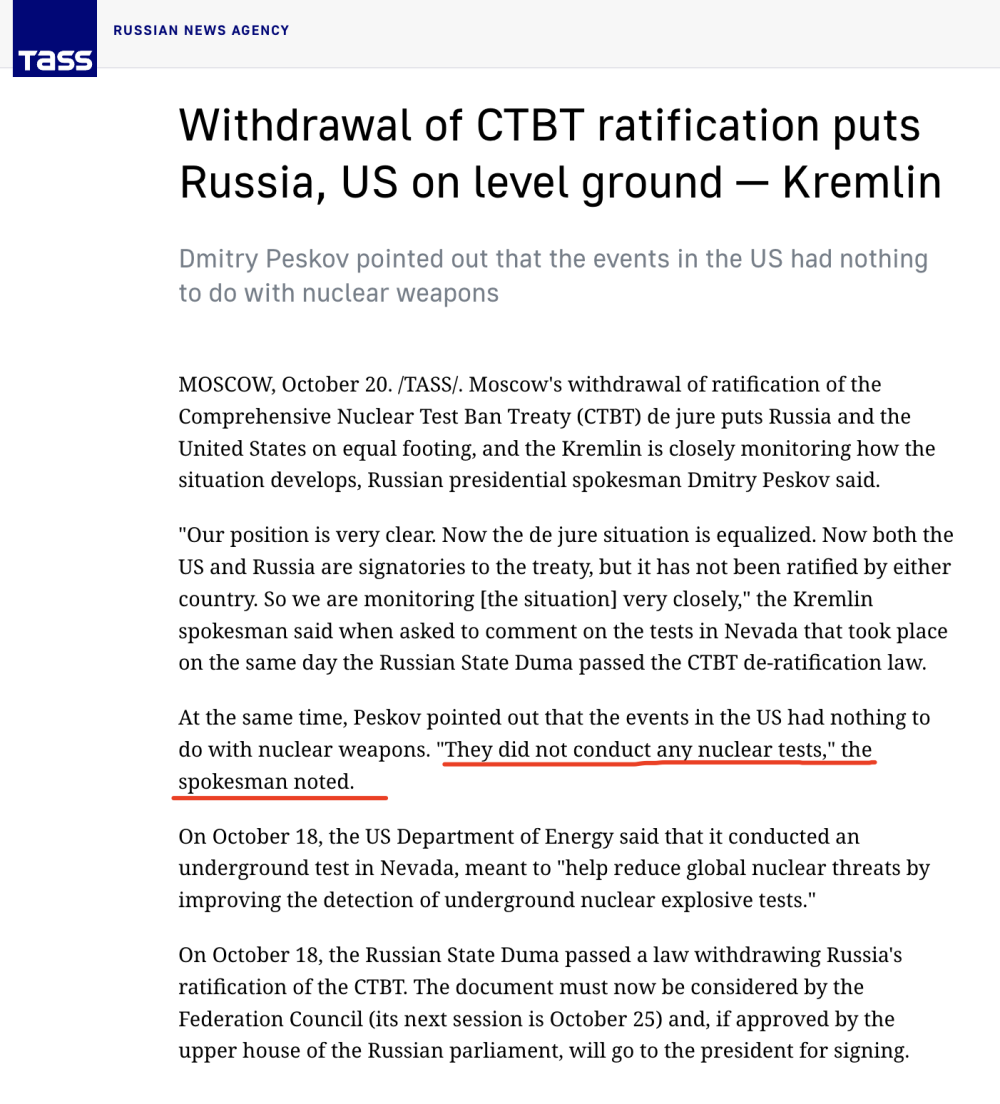 Tass
RUSSIAN NEWS AGENCY
Withdrawal of CTBT ratification puts
Russia, US on level ground — Kremlin
Dmitry Peskov pointed out that the events in the US had nothing
to do with nuclear weapons
MOSCOW, October 20. /TASS/. Moscow's withdrawal of ratification of the
Comprehensive Nuclear Test Ban Treaty (CTBT) de jure puts Russia and the
United States on equal footing, and the Kremlin is closely monitoring how the
situation develops, Russian presidential spokesman Dmitry Peskov said.
"Our position is very clear. Now the de jure situation is equalized. Now both the
US and Russia are signatories to the treaty, but it has not been ratified by either
country. So we are monitoring [the situation] very closely," the Kremlin
spokesman said when asked to comment on the tests in Nevada that took place
on the same day the Russian State Duma passed the CTBT de-ratification law.
At the same time, Peskov pointed out that the events in the US had nothing to
do with nuclear weapons. "They did not conduct any nuclear tests," the
spokesman noted.
On October 18, the US Department of Energy said that it conducted an
underground test in Nevada, meant to "help reduce global nuclear threats by
improving the detection of underground nuclear explosive tests."
On October 18, the Russian State Duma passed a law withdrawing Russia's
ratification of the CTBT. The document must now be considered by the
Federation Council (its next session is October 25) and, if approved by the
upper house of the Russian parliament, will go to the president for signing.